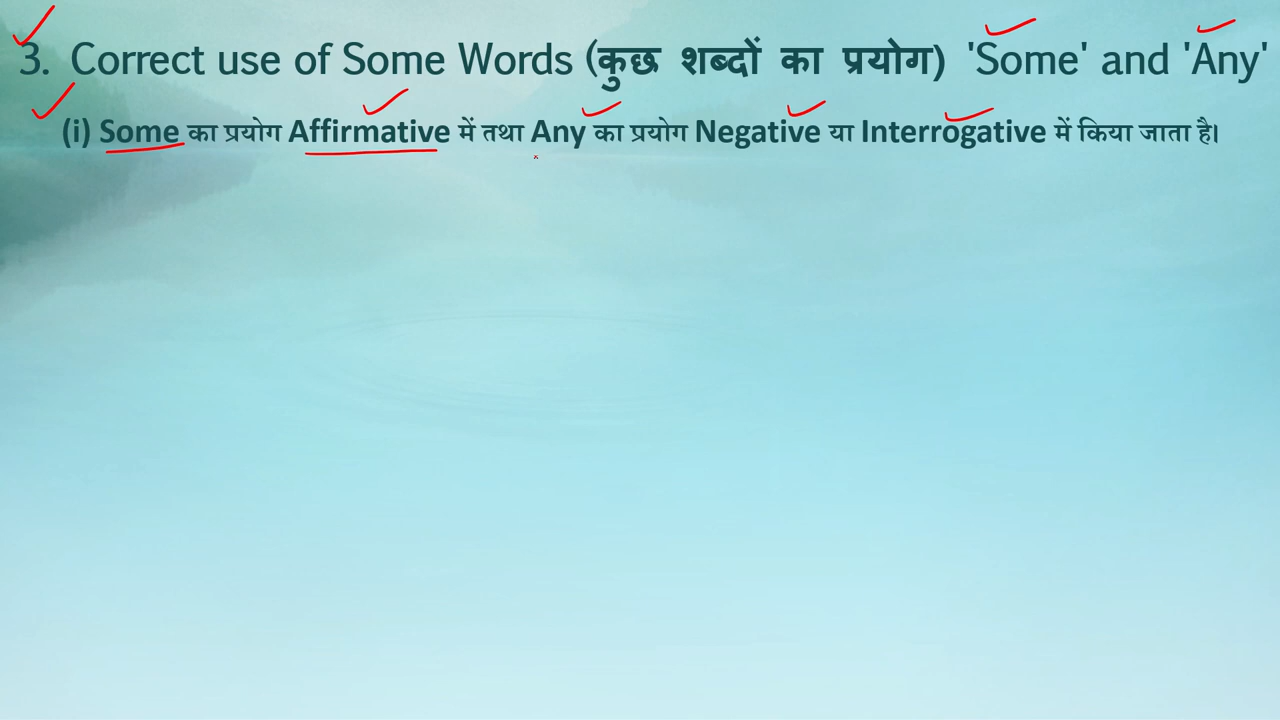 3. Correct use of Some Words (कुछ शब्दों का प्रयोग) 'Some' and 'Any'
(i) Some का प्रयोग Affirmative में तथा Any का प्रयोग Negative या Interrogative में किया जाता है।